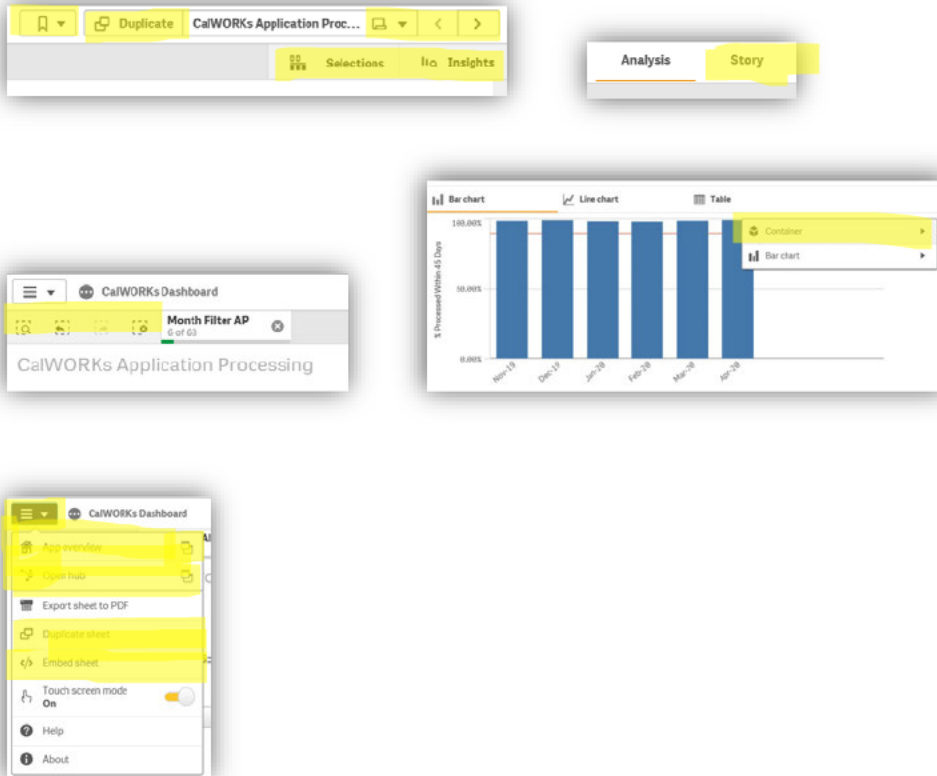 Duplicate CalWORKs Application Proc...
Selections Insights
Analysis Story
Bar chart Line chart Table
100.00%
Container
Bar chart
% Processed Within 45 Days
50.00%
0.00%
Nov-19 Dec-19 Jan-20 Feb-20 Mar-20 Apr-20
CalWORKs Dashboard
Month Filter AP
6 of 63
CalWORKs Application Processing
CalWORKs Dashboard
App overview
Open hub
Export sheet to PDF
Duplicate sheet
Embed sheet
Touch screen mode
On
Help
About